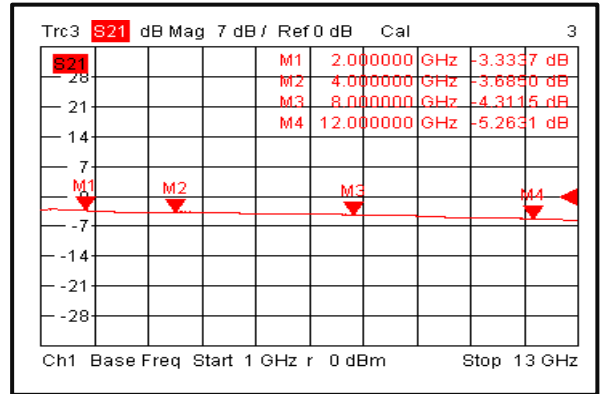 Trc3 S21 dB Mag 7 dB / Ref 0 dB Cal 3
S21
M1 2.000000 GHz -3.3337 dB
M2 4.000000 GHz -3.6850 dB
M3 8.000000 GHz -4.3115 dB
M4 12.000000 GHz -5.2631 dB
28
21
14
7
0
-7
-14
-21
-28
M1
M2
M3
M4
Ch1 Base Freq Start 1 GHz r 0 dBm Stop 13 GHz